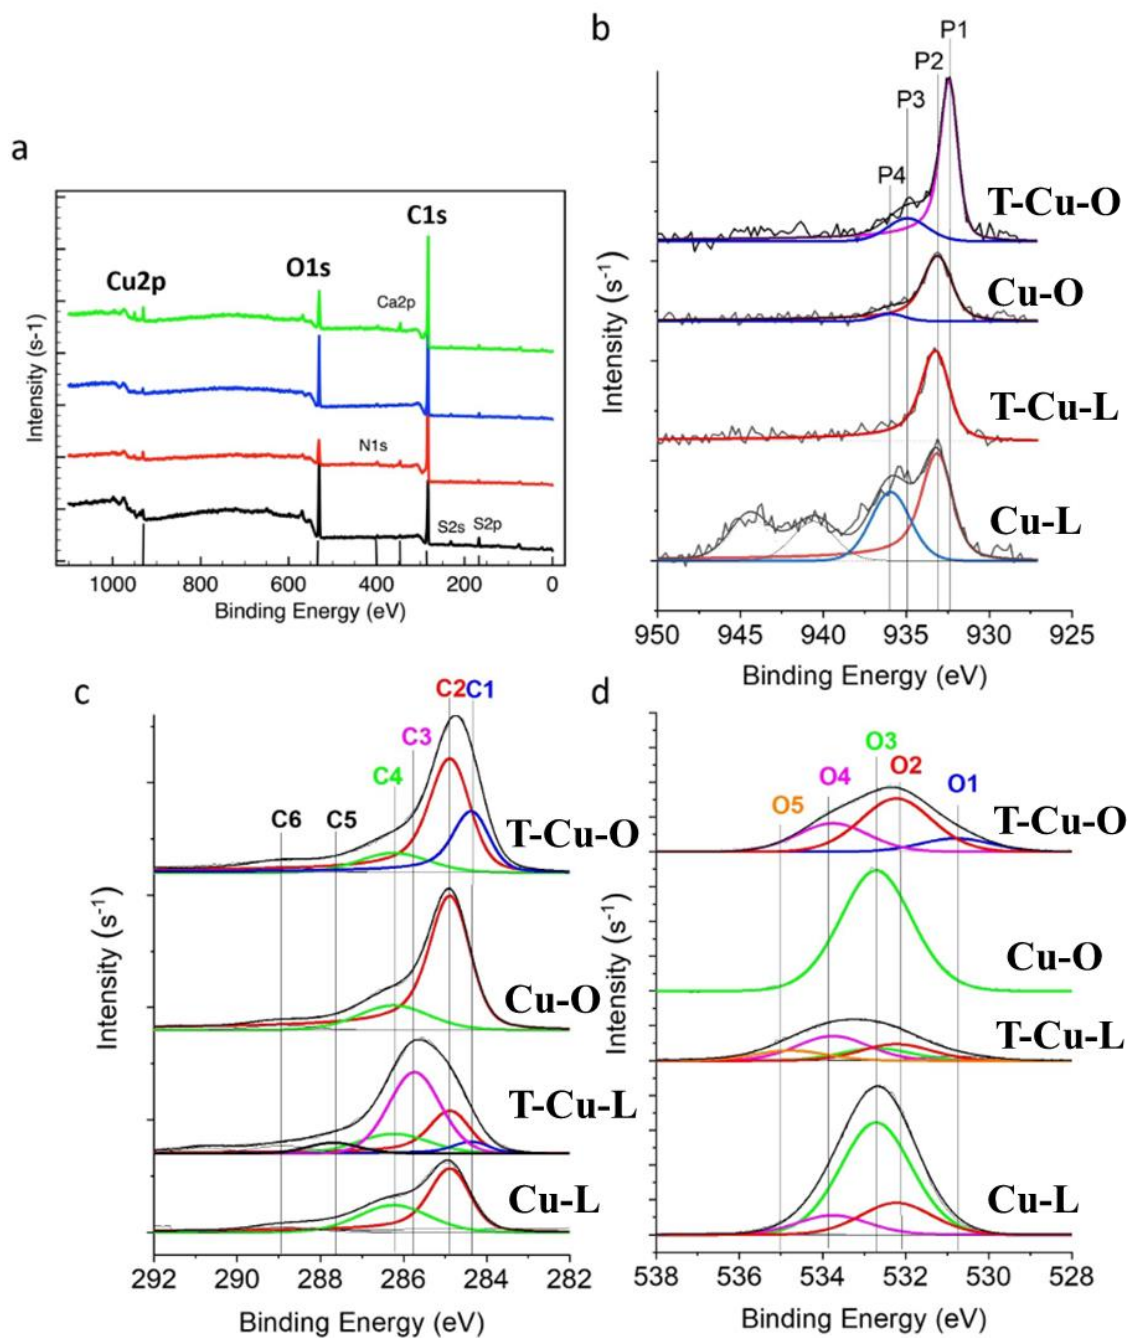 a
Cu2p
O1s
C1s
Ca2p
N1s
S2s
S2p
Intensity (s-1)
1000 800 600 400 200 0
Binding Energy (eV)
b
P1
P2
P3
P4
T-Cu-O
Cu-O
T-Cu-L
Cu-L
Intensity (s⁻¹)
950 945 940 935 930 925
Binding Energy (eV)
c
C2 C1
C3
C4
C6 C5
T-Cu-O
Cu-O
T-Cu-L
Cu-L
Intensity (s⁻¹)
292 290 288 286 284 282
Binding Energy (eV)
d
O3
O2
O4
O1
O5
T-Cu-O
Cu-O
T-Cu-L
Cu-L
Intensity (s⁻¹)
538 536 534 532 530 528
Binding Energy (eV)